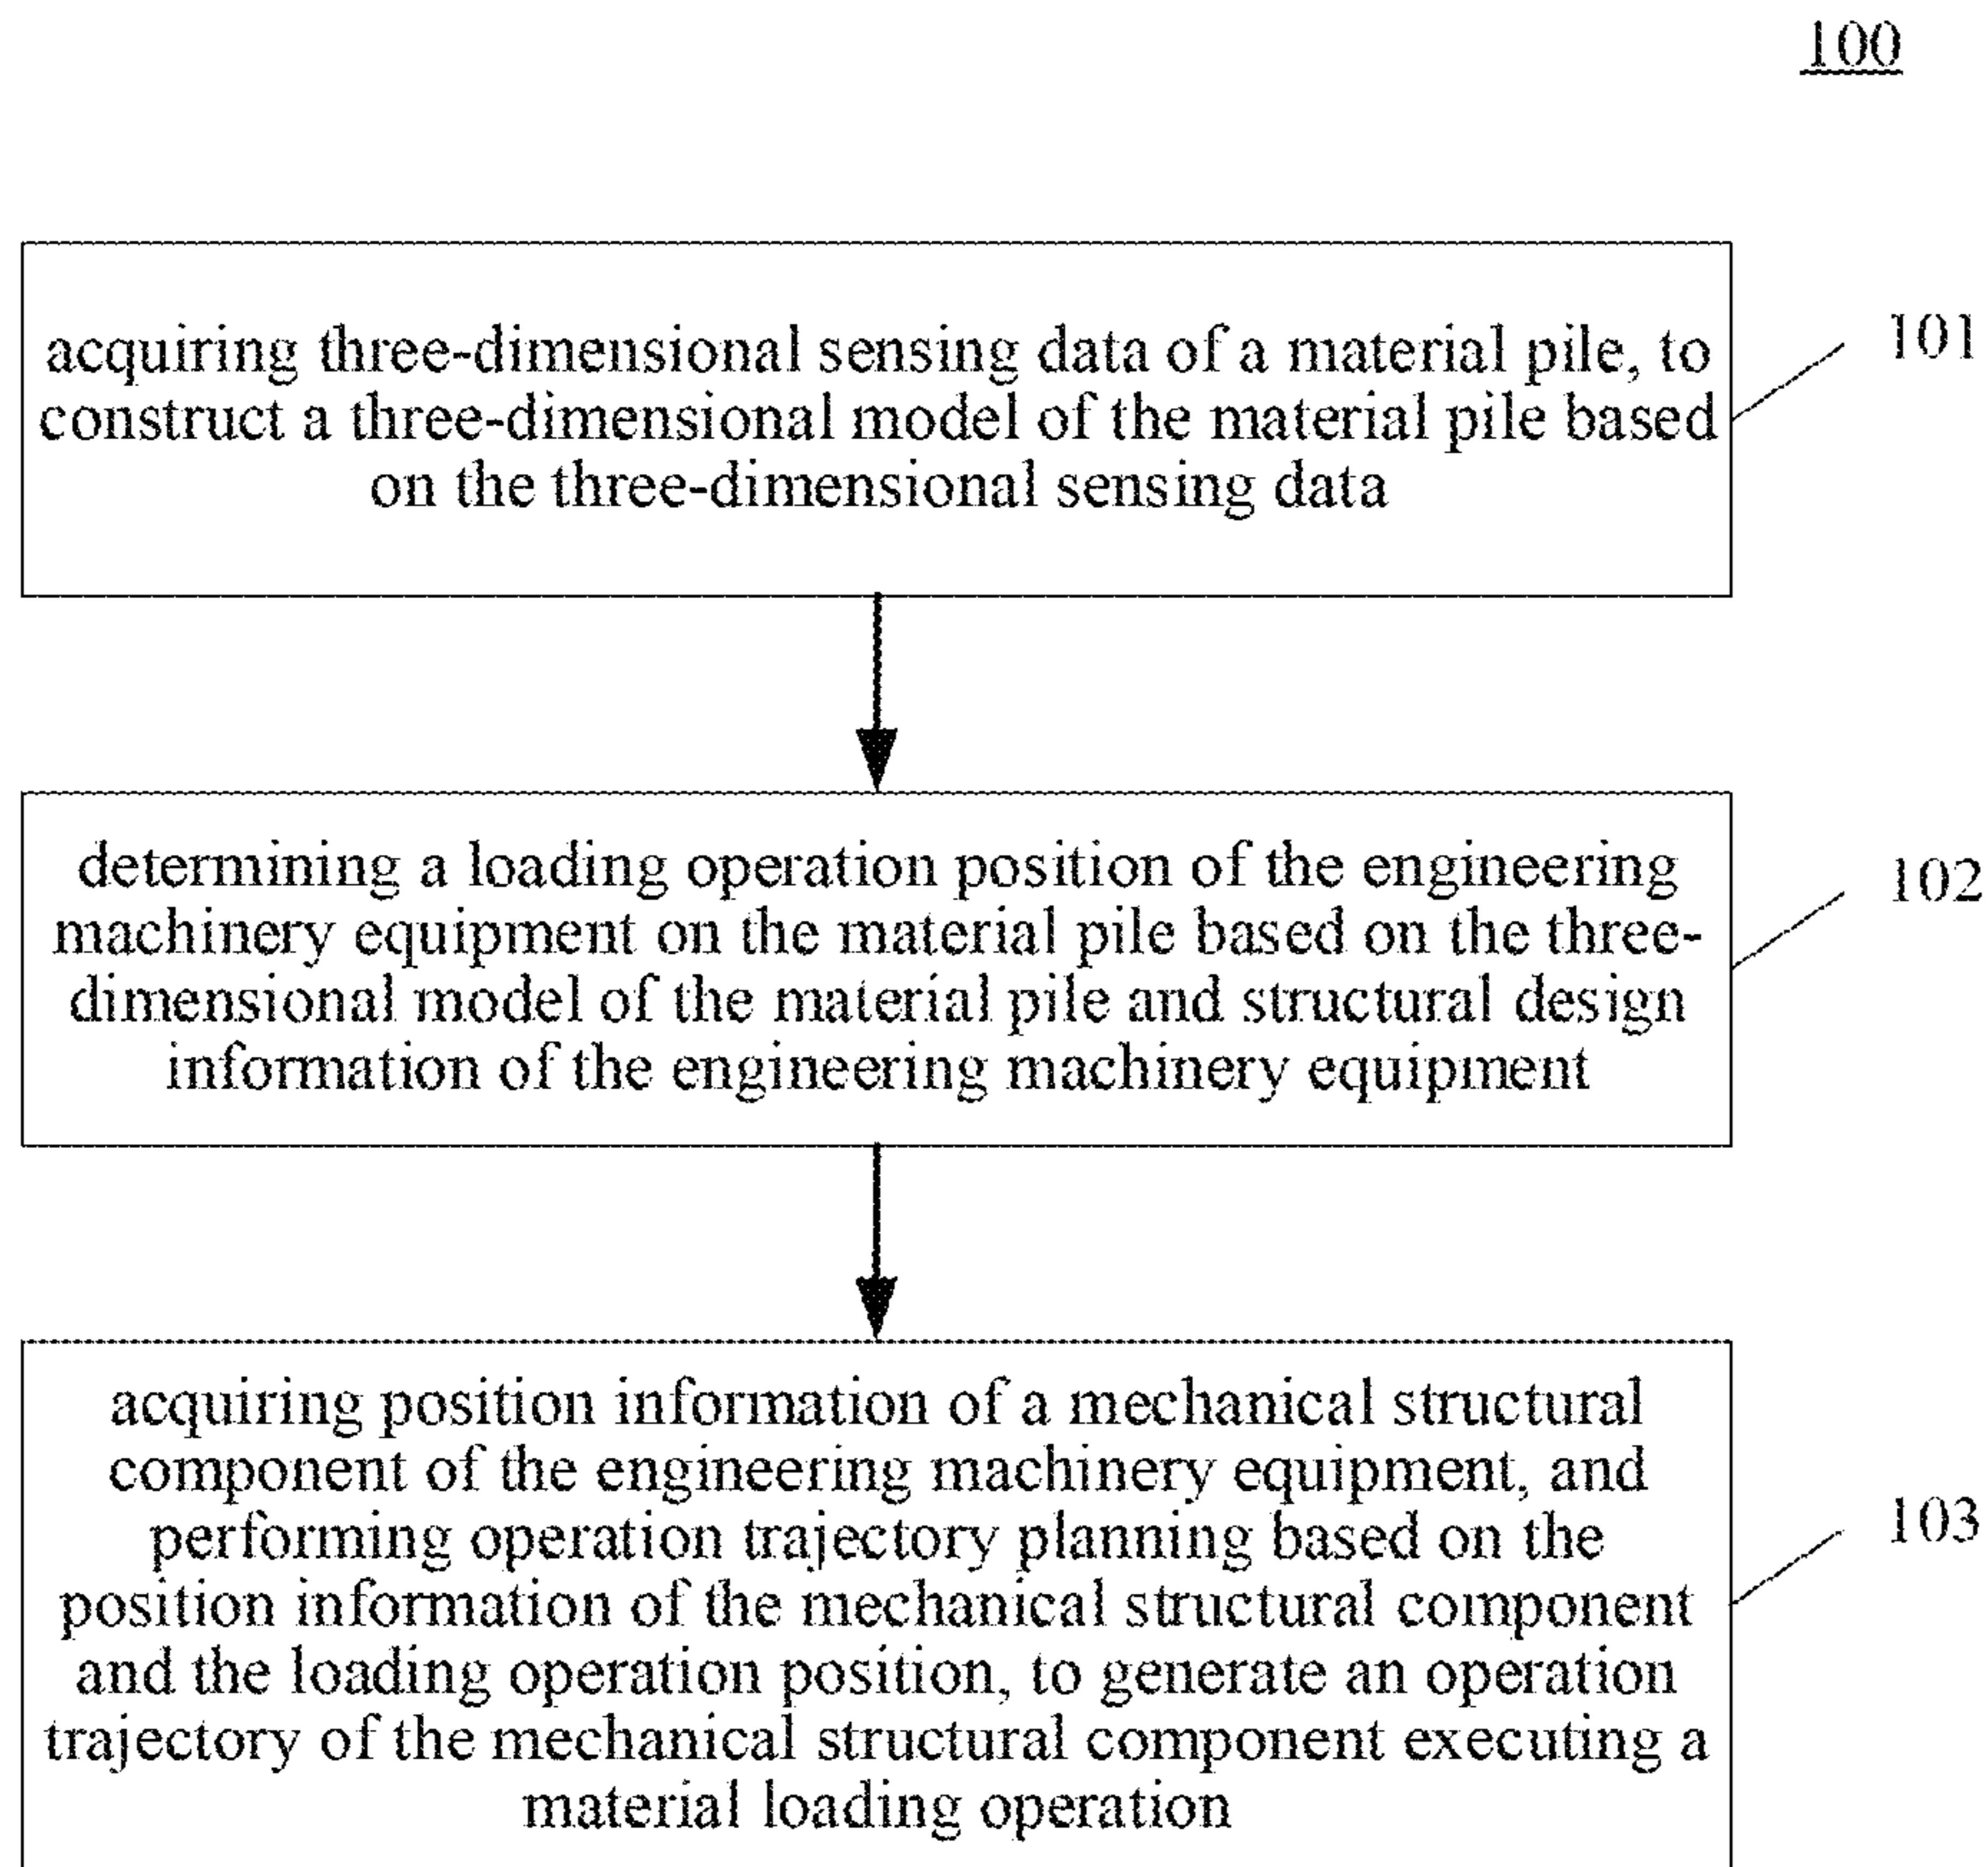 100
acquiring three-dimensional sensing data of a material pile, to
construct a three-dimensional model of the material pile based
on the three-dimensional sensing data
101
determining a loading operation position of the engineering
machinery equipment on the material pile based on the three-
dimensional model of the material pile and structural design
information of the engineering machinery equipment
102
acquiring position information of a mechanical structural
component of the engineering machinery equipment, and
performing operation trajectory planning based on the
position information of the mechanical structural component
and the loading operation position, to generate an operation
trajectory of the mechanical structural component executing a
material loading operation
103